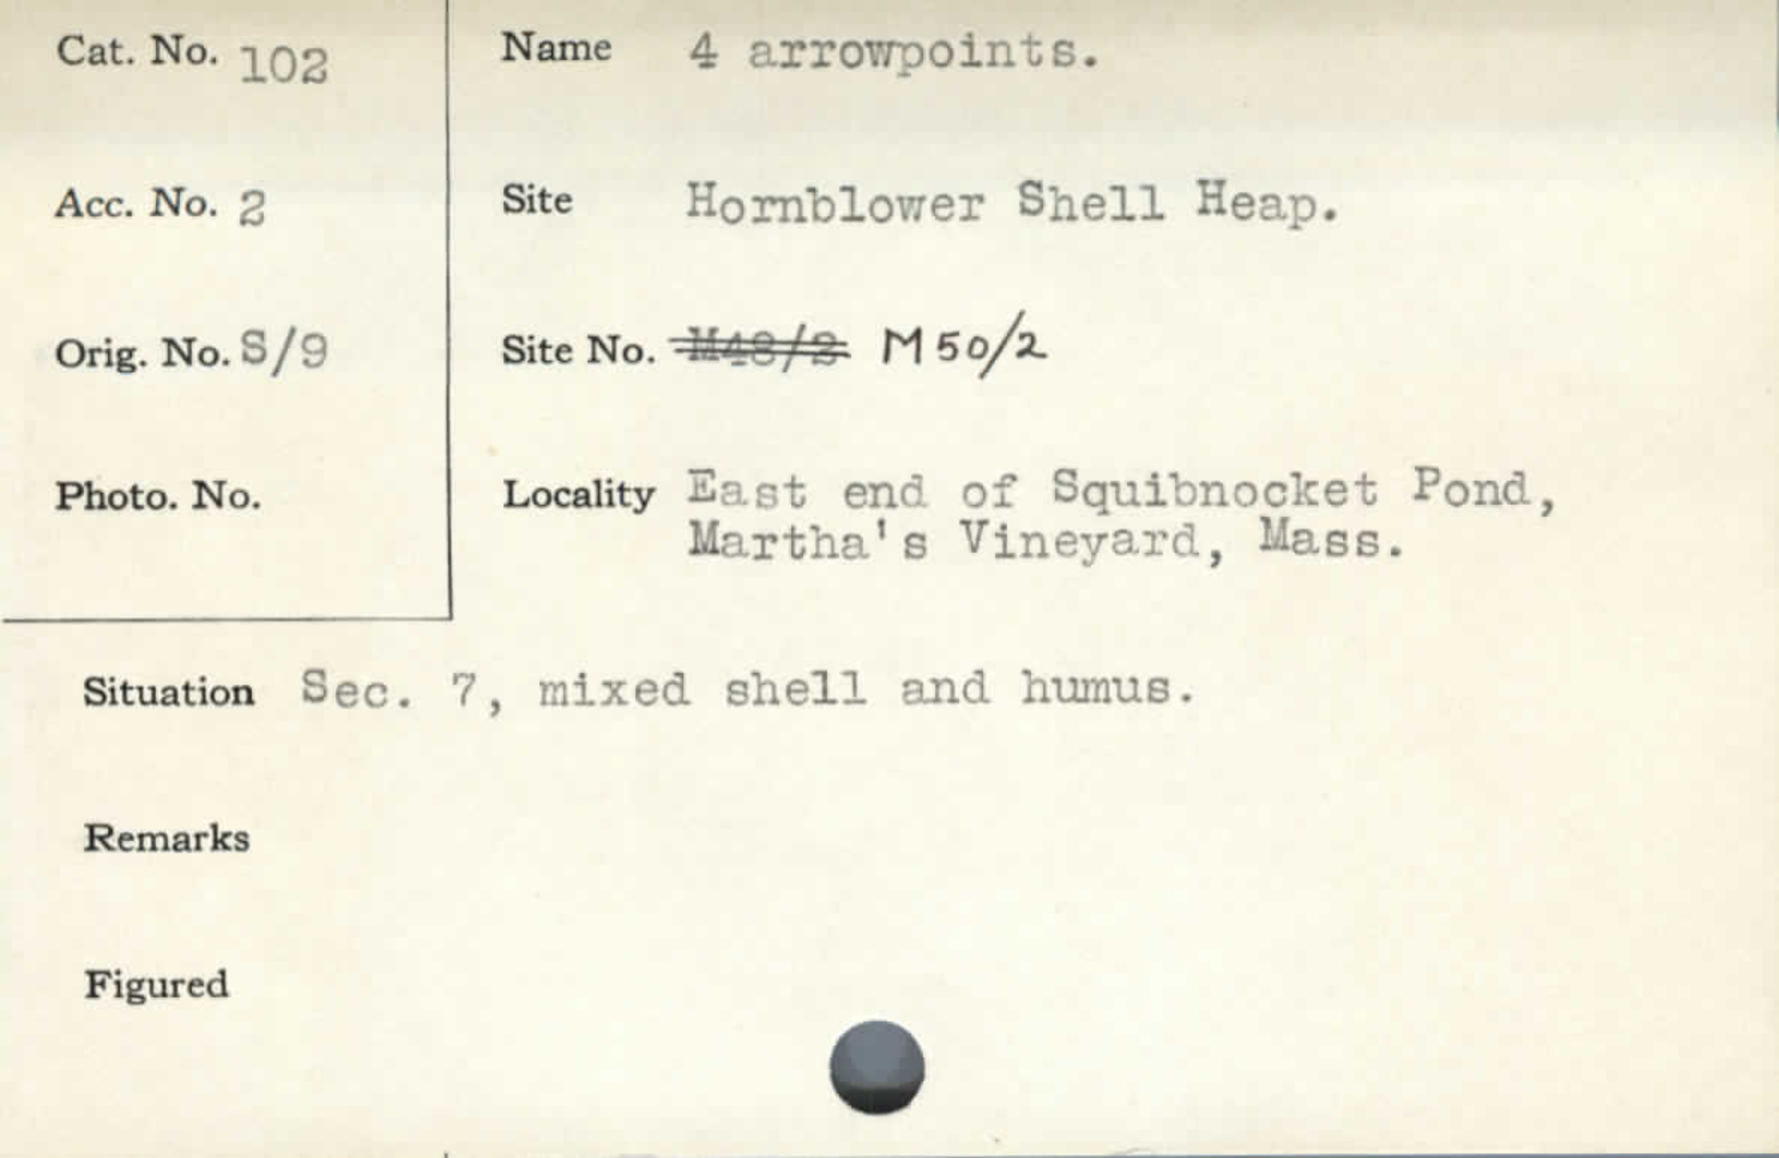 Cat. No. 102
Name 4 arrowpoints.
Acc. No. 2
Site Hornblower Shell Heap.
Orig. No. S/9
Site No. M48/2 M50/2
Photo. No.
Locality East end of Squibnocket Pond,
Martha's Vineyard, Mass.
Situation Sec. 7, mixed shell and humus.
Remarks
Figured